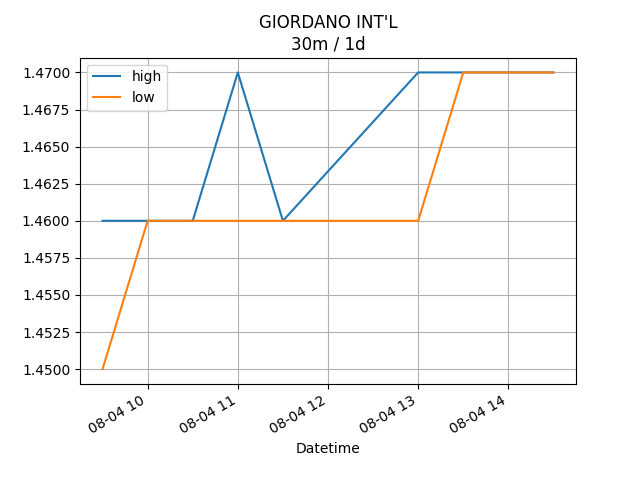 GIORDANO INT'L
30m / 1d
1.4700
1.4675
1.4650
1.4625
1.4600
1.4575
1.4550
1.4525
1.4500
high
low
08-04 10
08-04 11
08-04 12
08-04 13
08-04 14
Datetime